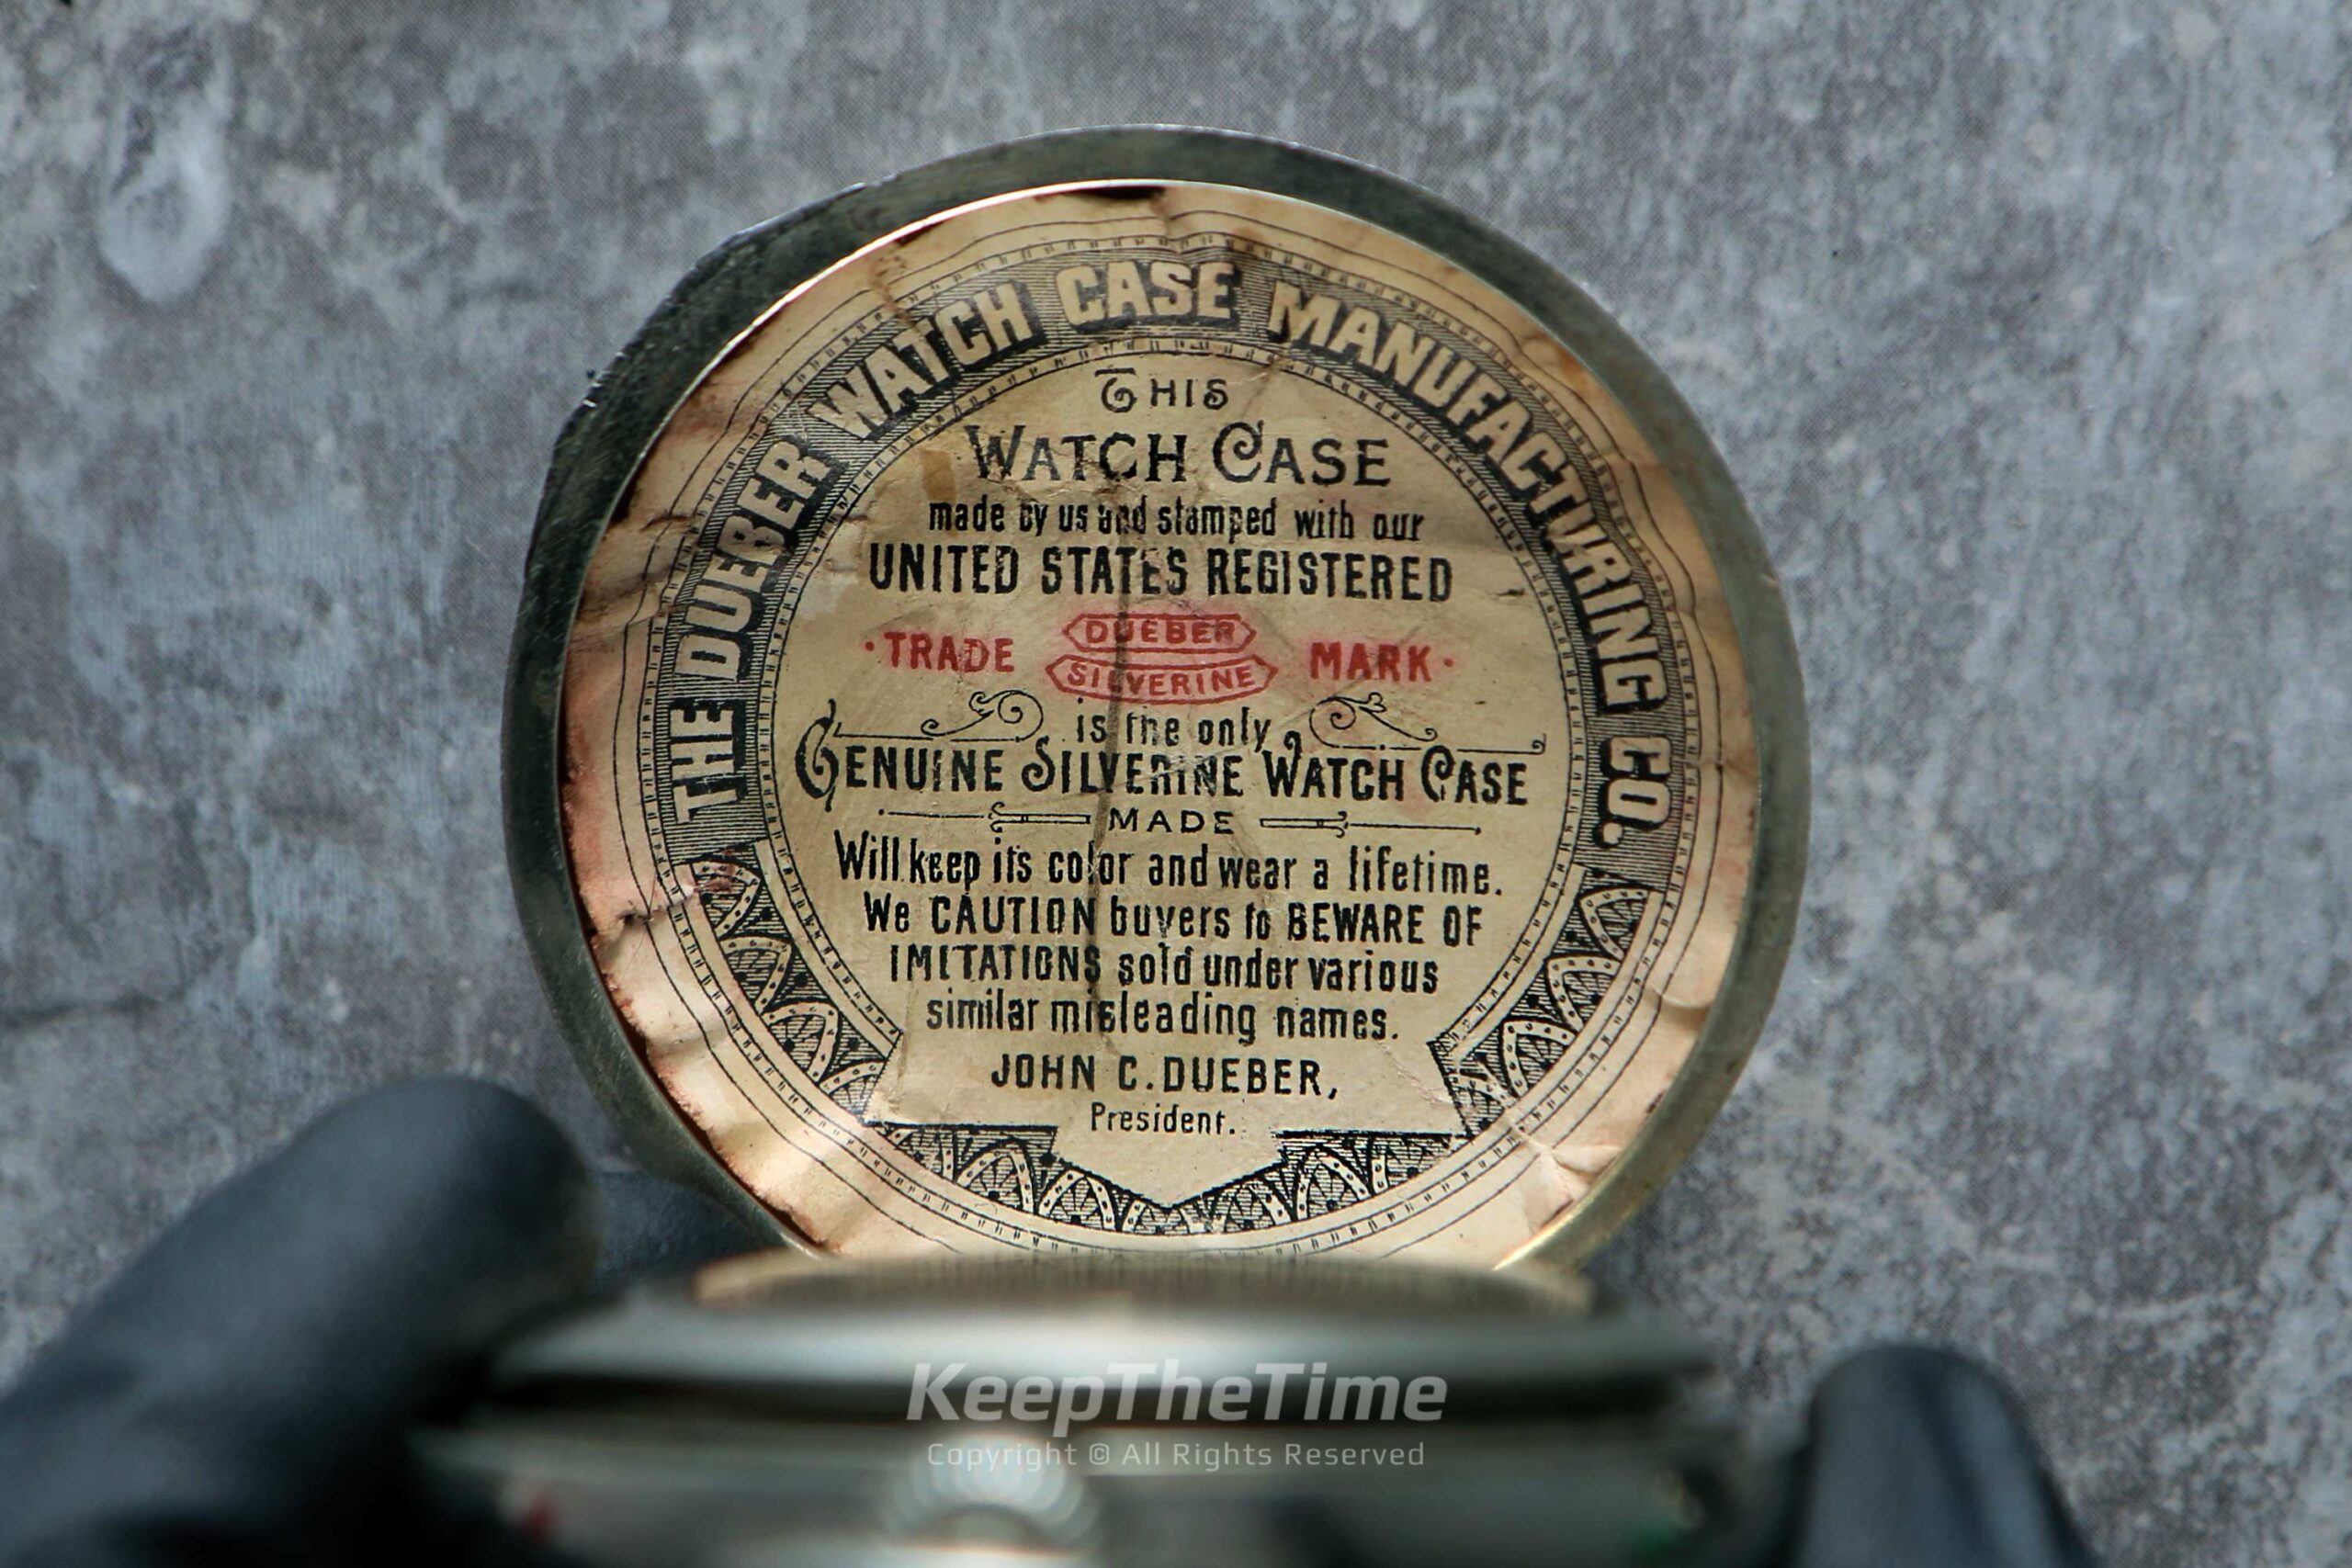 THE DUEBER WATCH CASE MANUFACTURING CO.
THIS
WATCH CASE
made by us and stamped with our
UNITED STATES REGISTERED
·TRADE DUEBER SILVERINE MARK·
is the only
GENUINE SILVERINE WATCH CASE
MADE
Will keep its color and wear a lifetime.
We CAUTION buyers to BEWARE OF
IMITATIONS sold under various
similar misleading names.
JOHN C. DUEBER,
President.
KeepTheTime
Copyright © All Rights Reserved